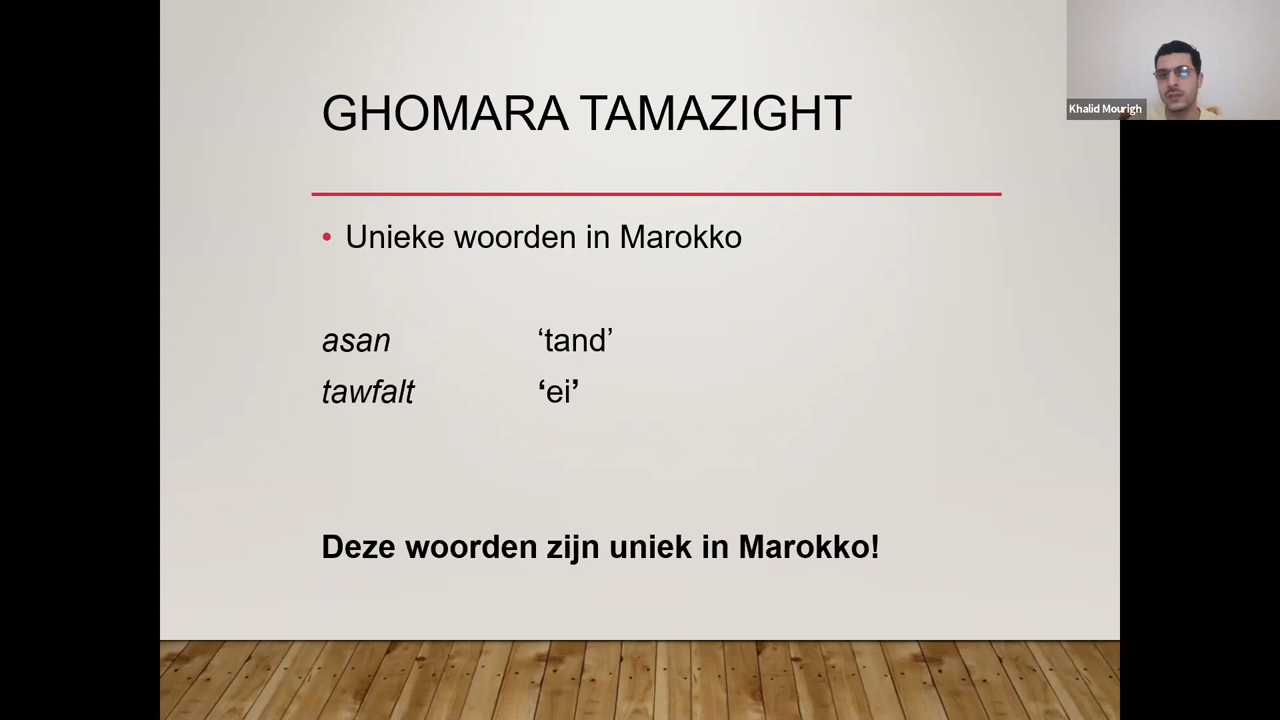 GHOMARA TAMAZIGHT
Khalid Mourigh
• Unieke woorden in Marokko
asan ‘tand’
tawfalt ‘ei’
Deze woorden zijn uniek in Marokko!